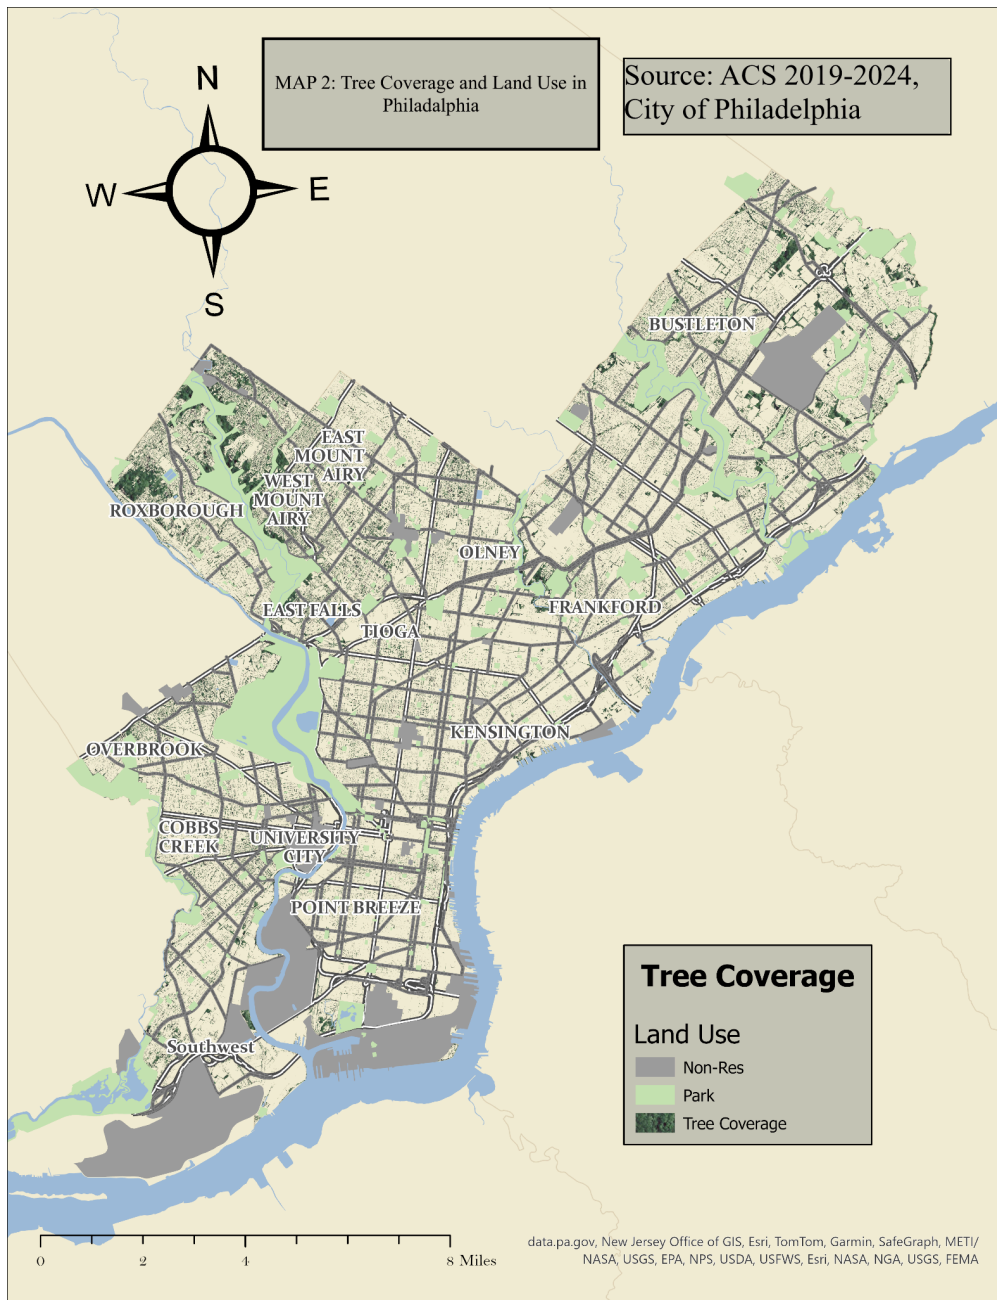 N
W
E
S
MAP 2: Tree Coverage and Land Use in
Philadalphia
Source: ACS 2019-2024,
City of Philadelphia
BUSTLETON
EAST
MOUNT
AIRY
WEST
MOUNT
AIRY
ROXBOROUGH
OLNEY
EAST FALLS
FRANKFORD
TIOGA
KENSINGTON
OVERBROOK
COBBS
CREEK
UNIVERSITY
CITY
POINT BREEZE
Southwest
Tree Coverage
Land Use
Non-Res
Park
Tree Coverage
0 2 4 8 Miles
data.pa.gov, New Jersey Office of GIS, Esri, TomTom, Garmin, SafeGraph, METI/
NASA, USGS, EPA, NPS, USDA, USFWS, Esri, NASA, NGA, USGS, FEMA